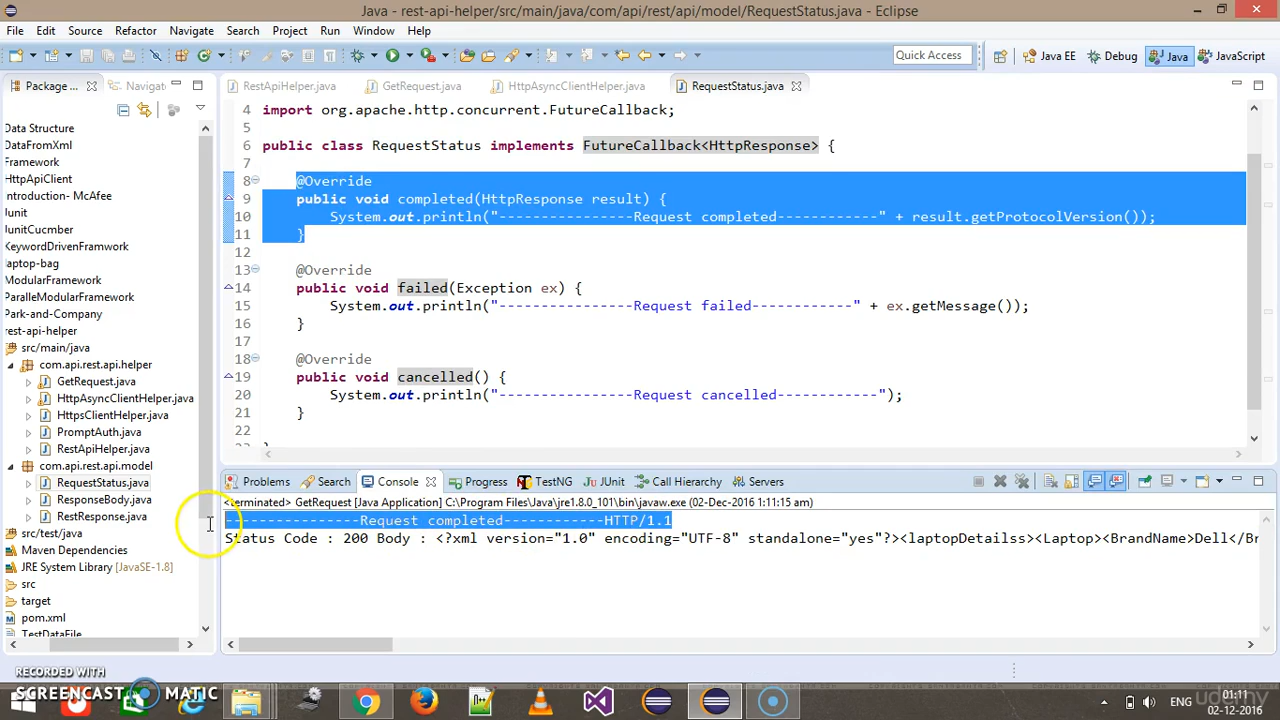 Java - rest-api-helper/src/main/java/com/api/rest/api/model/RequestStatus.java - Eclipse
File Edit Source Refactor Navigate Search Project Run Window Help
Quick Access Java EE Debug Java JavaScript
Package ... Navigat
RestApiHelper.java GetRequest.java HttpAsyncClientHelper.java RequestStatus.java
Data Structure
DataFromXml
Framework
HttpApiClient
Introduction- McAfee
Junit
JunitCucmber
KeywordDrivenFramwork
laptop-bag
ModularFramework
ParalleModularFramework
Park-and-Company
rest-api-helper
src/main/java
com.api.rest.api.helper
GetRequest.java
HttpAsyncClientHelper.java
HttpsClientHelper.java
PromptAuth.java
RestApiHelper.java
com.api.rest.api.model
RequestStatus.java
ResponseBody.java
RestResponse.java
src/test/java
Maven Dependencies
JRE System Library [JavaSE-1.8]
src
target
pom.xml
TestDataFile
4 import org.apache.http.concurrent.FutureCallback;
5
6 public class RequestStatus implements FutureCallback<HttpResponse> {
7
8 @Override
9 public void completed(HttpResponse result) {
10 System.out.println("----------------Request completed------------" + result.getProtocolVersion());
11 }
12
13 @Override
14 public void failed(Exception ex) {
15 System.out.println("----------------Request failed------------" + ex.getMessage());
16 }
17
18 @Override
19 public void cancelled() {
20 System.out.println("----------------Request cancelled------------");
21 }
22
23 }
Problems Search Console Progress TestNG JUnit Call Hierarchy Servers
<terminated> GetRequest [Java Application] C:\Program Files\Java\jre1.8.0_101\bin\javaw.exe (02-Dec-2016 1:11:15 am)
----------------Request completed------------HTTP/1.1
Status Code : 200 Body : <?xml version="1.0" encoding="UTF-8" standalone="yes"?><laptopDetailss><Laptop><BrandName>Dell</Br
RECORDED WITH
SCREENCAST MATIC
ENG
01:11
02-12-2016
udemy